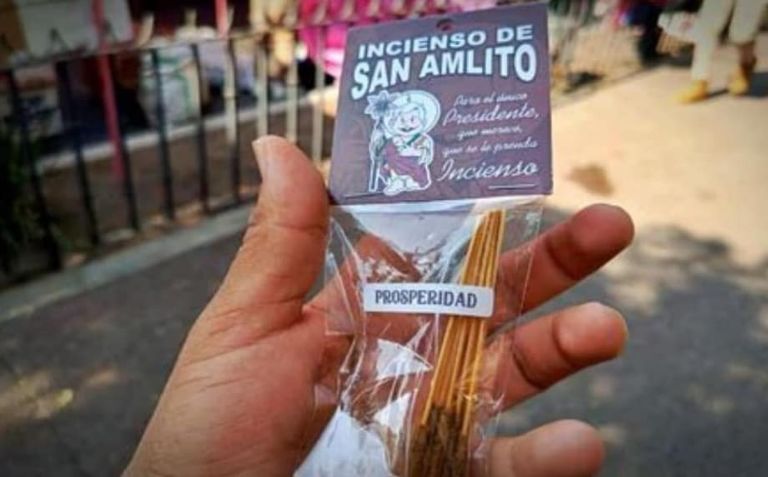 INCIENSO DE
SAN AMLITO
Para el único
Presidente,
que merece,
que se le prenda
Incienso
PROSPERIDAD